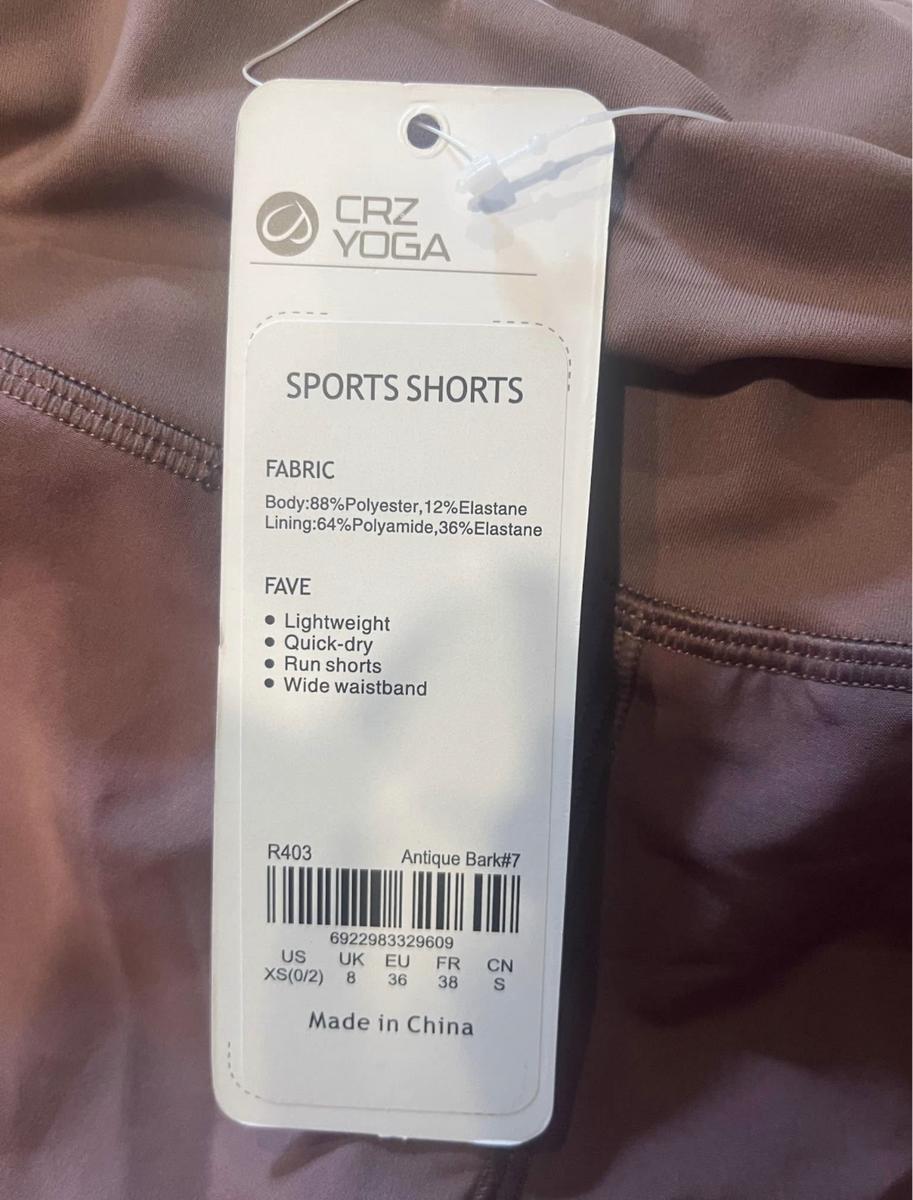 CRZ
YOGA
SPORTS SHORTS
FABRIC
Body:88%Polyester,12%Elastane
Lining:64%Polyamide,36%Elastane
FAVE
• Lightweight
• Quick-dry
• Run shorts
• Wide waistband
R403 Antique Bark#7
6922983329609
US UK EU FR CN
XS(0/2) 8 36 38 S
Made in China